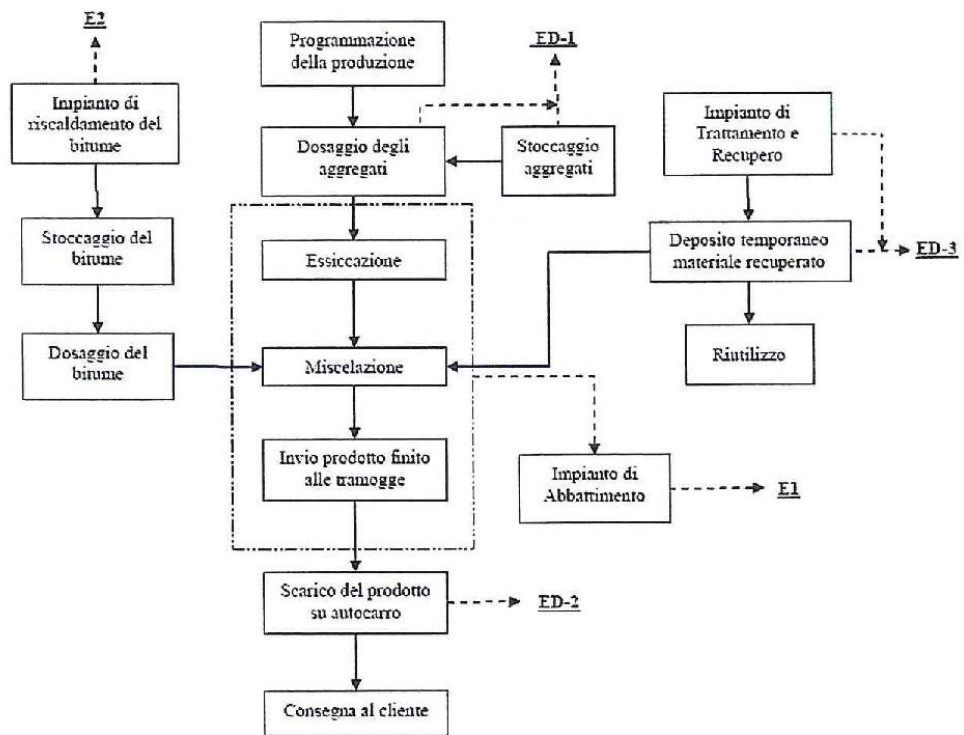 E2
Programmazione
della produzione
ED-1
Impianto di
riscaldamento del
bitume
Dosaggio degli
aggregati
Stoccaggio
aggregati
Impianto di
Trattamento e
Recupero
Stoccaggio del
bitume
Essiccazione
Deposito temporaneo
materiale recuperato
ED-3
Dosaggio del
bitume
Miscelazione
Riutilizzo
Invio prodotto finito
alle tramogge
Impianto di
Abbattimento
E1
Scarico del prodotto
su autocarro
ED-2
Consegna al cliente